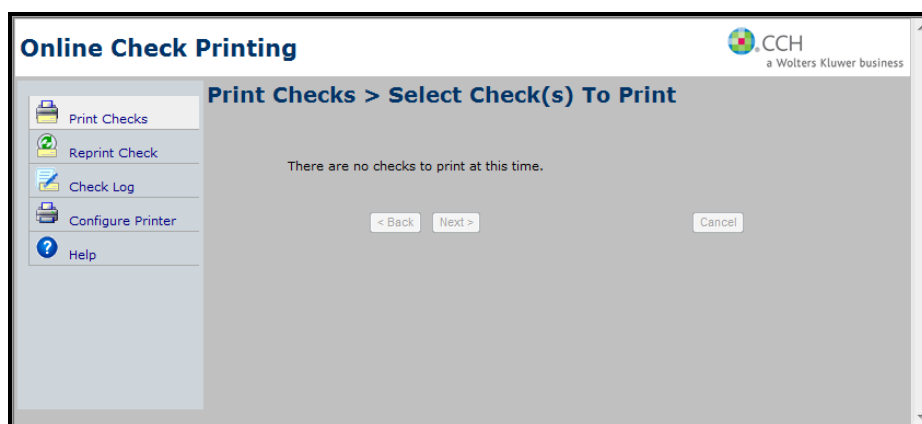 Online Check Printing
CCH
a Wolters Kluwer business
Print Checks
Reprint Check
Check Log
Configure Printer
Help
Print Checks > Select Check(s) To Print
There are no checks to print at this time.
< Back
Next >
Cancel